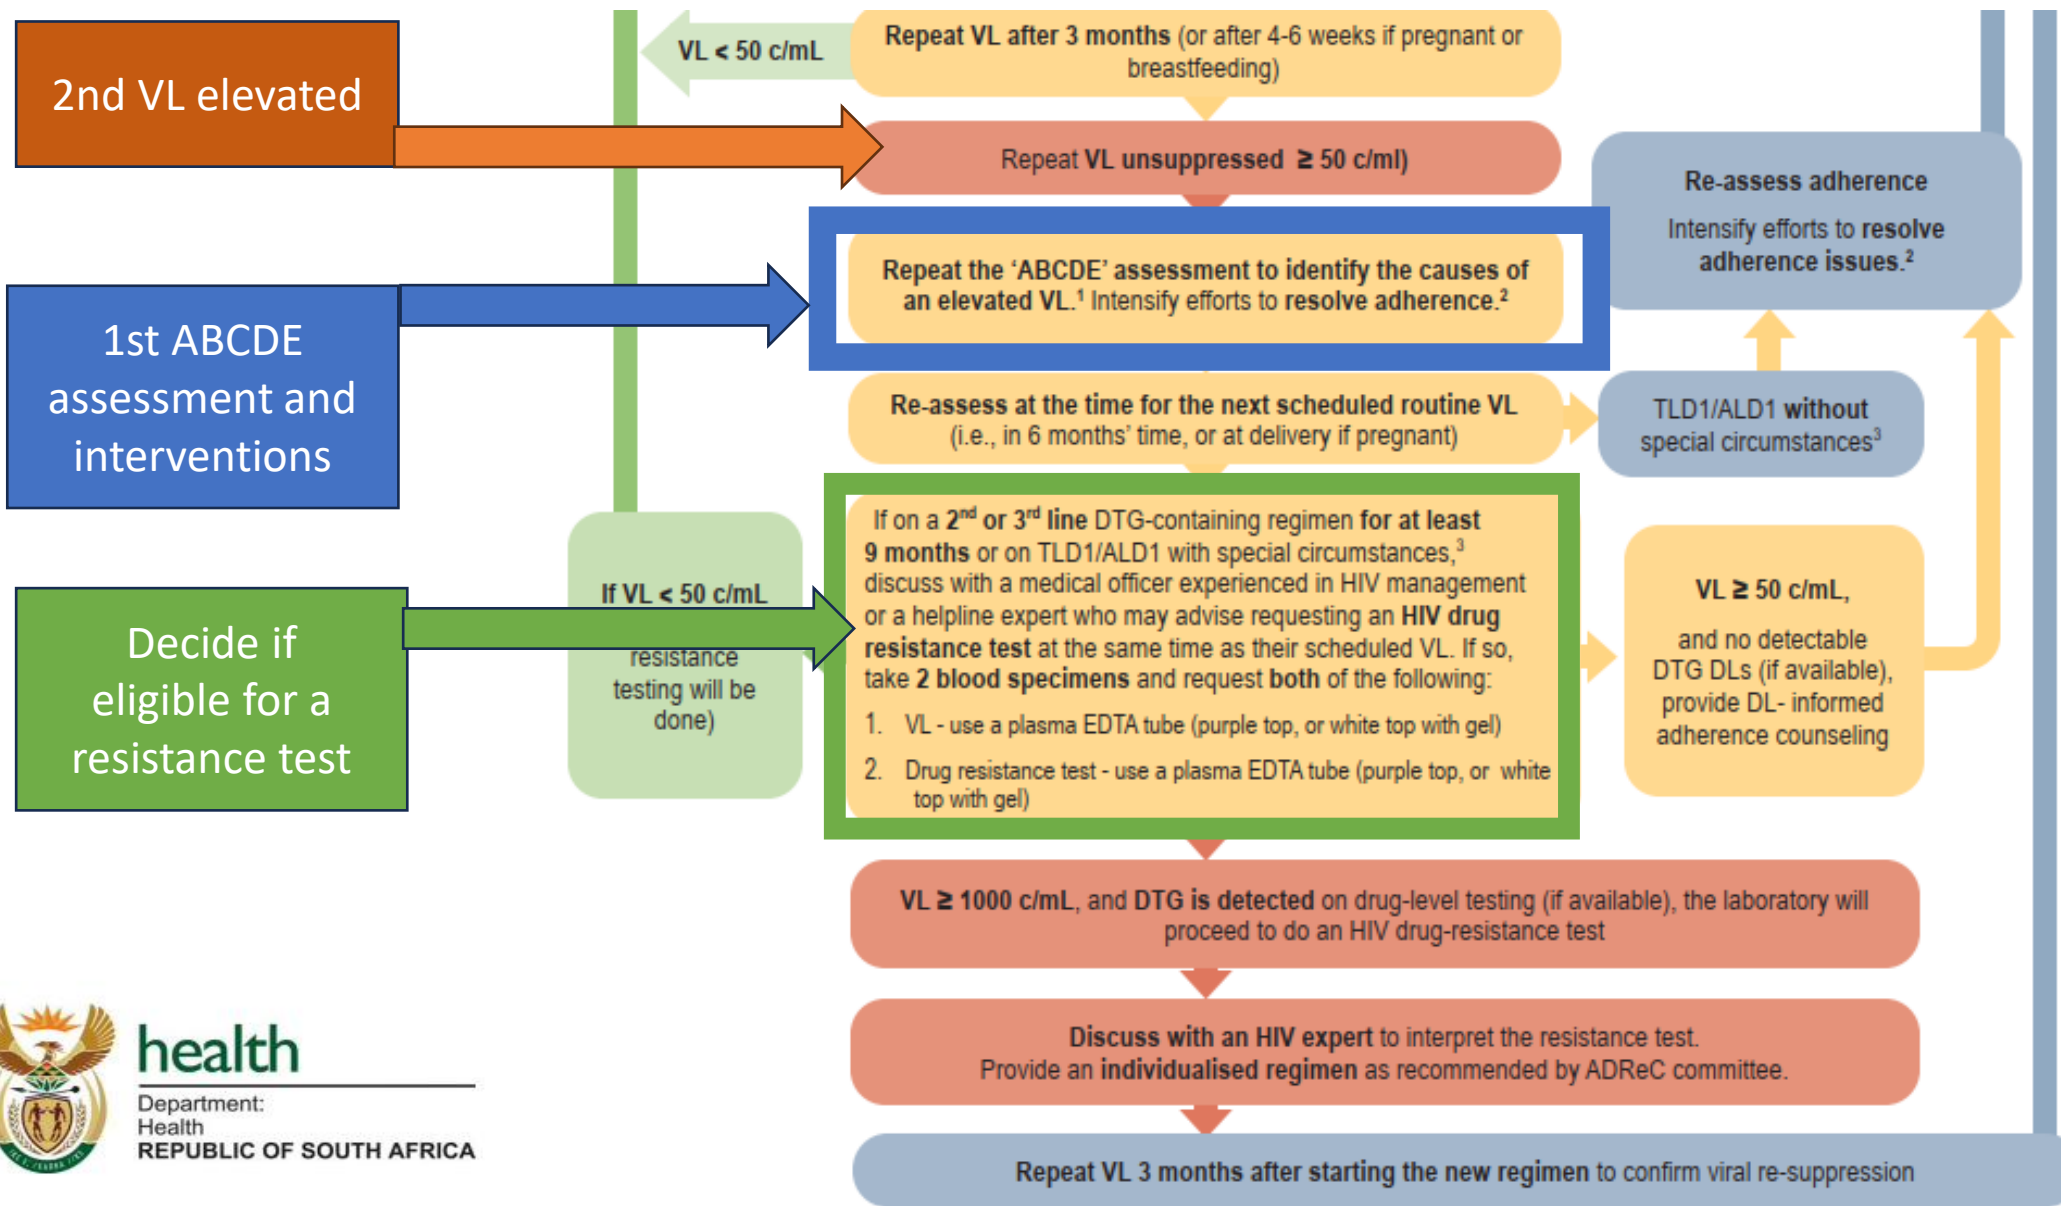 2nd VL elevated
1st ABCDE
assessment and
interventions
Decide if
eligible for a
resistance test
VL < 50 c/mL
Repeat VL after 3 months (or after 4-6 weeks if pregnant or
breastfeeding)
Repeat VL unsuppressed ≥ 50 c/ml)
Repeat the ‘ABCDE’ assessment to identify the causes of
an elevated VL.¹ Intensify efforts to resolve adherence.²
Re-assess adherence
Intensify efforts to resolve
adherence issues.²
Re-assess at the time for the next scheduled routine VL
(i.e., in 6 months’ time, or at delivery if pregnant)
TLD1/ALD1 without
special circumstances³
If VL < 50 c/mL
resistance
testing will be
done)
If on a 2nd or 3rd line DTG-containing regimen for at least
9 months or on TLD1/ALD1 with special circumstances,³
discuss with a medical officer experienced in HIV management
or a helpline expert who may advise requesting an HIV drug
resistance test at the same time as their scheduled VL. If so,
take 2 blood specimens and request both of the following:
1. VL - use a plasma EDTA tube (purple top, or white top with gel)
2. Drug resistance test - use a plasma EDTA tube (purple top, or white
top with gel)
VL ≥ 50 c/mL,
and no detectable
DTG DLs (if available),
provide DL- informed
adherence counseling
VL ≥ 1000 c/mL, and DTG is detected on drug-level testing (if available), the laboratory will
proceed to do an HIV drug-resistance test
Discuss with an HIV expert to interpret the resistance test.
Provide an individualised regimen as recommended by ADReC committee.
Repeat VL 3 months after starting the new regimen to confirm viral re-suppression
health
Department:
Health
REPUBLIC OF SOUTH AFRICA